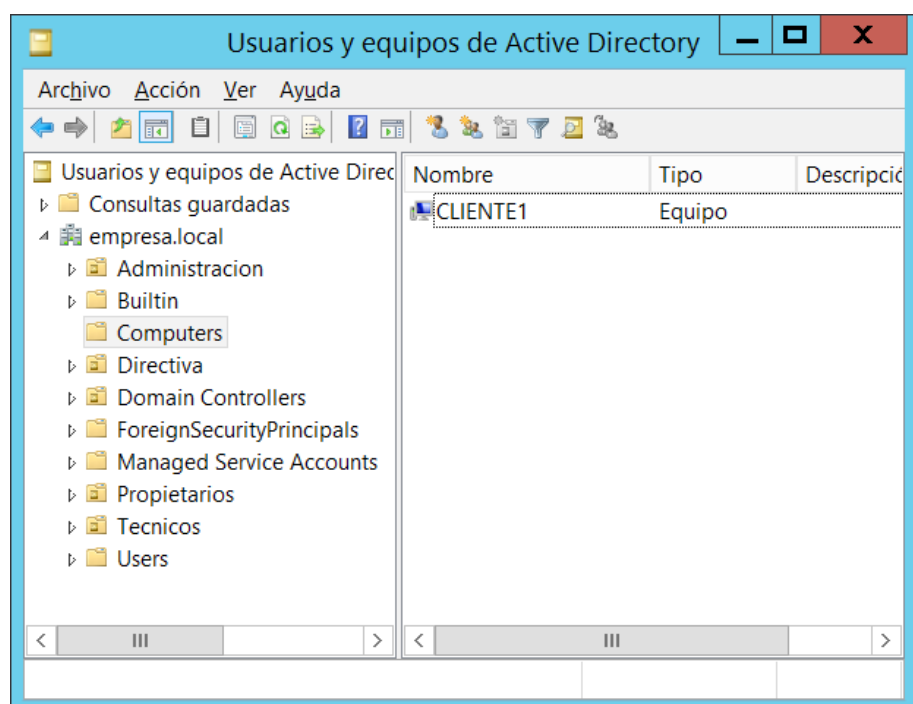 Usuarios y equipos de Active Directory
Archivo Acción Ver Ayuda
Usuarios y equipos de Active Direc
Consultas guardadas
empresa.local
Administracion
Builtin
Computers
Directiva
Domain Controllers
ForeignSecurityPrincipals
Managed Service Accounts
Propietarios
Tecnicos
Users
Nombre Tipo Descripció
CLIENTE1 Equipo